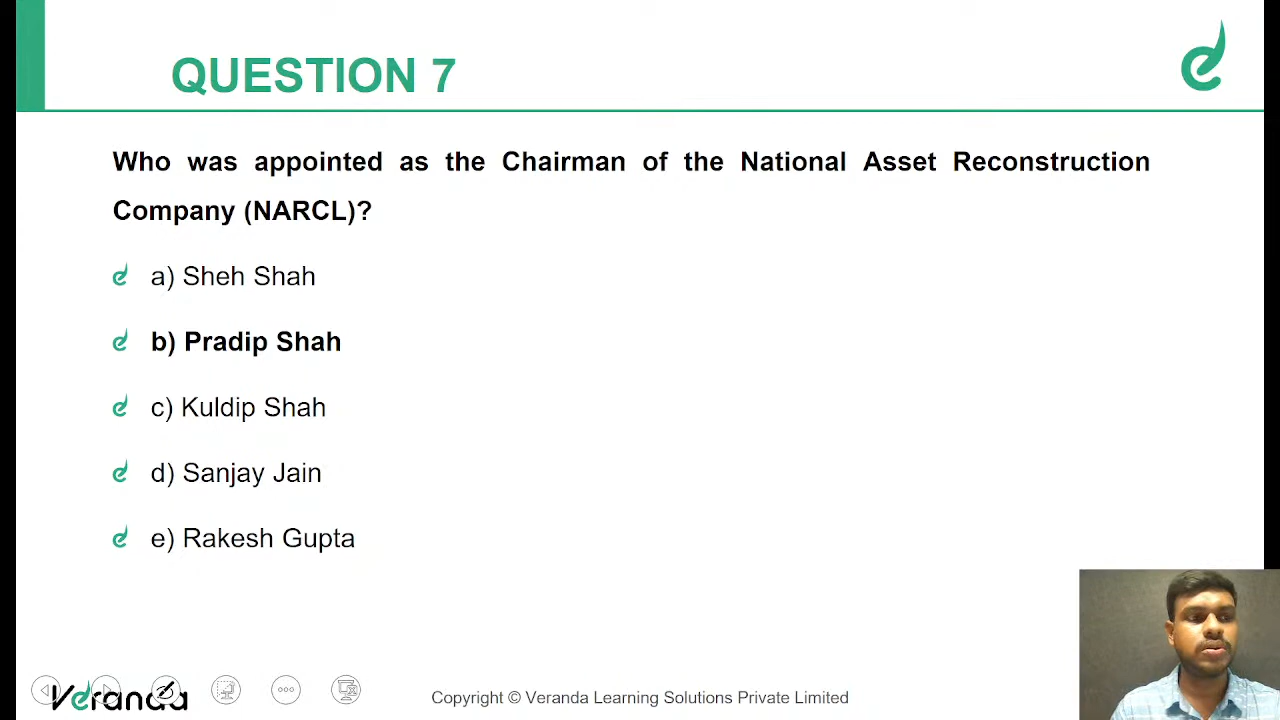 QUESTION 7
Who was appointed as the Chairman of the National Asset Reconstruction
Company (NARCL)?
a) Sheh Shah
b) Pradip Shah
c) Kuldip Shah
d) Sanjay Jain
e) Rakesh Gupta
Veranda
Copyright © Veranda Learning Solutions Private Limited